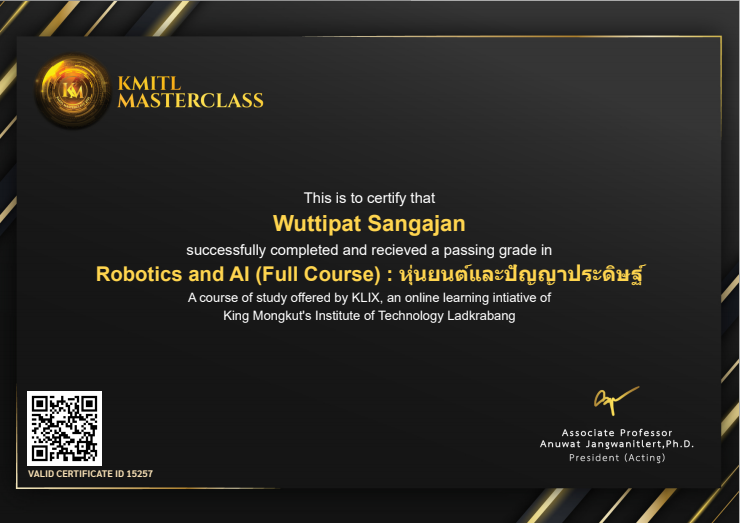 KM
KMITL
MASTERCLASS
This is to certify that
Wuttipat Sangajan
successfully completed and recieved a passing grade in
Robotics and AI (Full Course) : หุ่นยนต์และปัญญาประดิษฐ์
A course of study offered by KLIX, an online learning intiative of
King Mongkut's Institute of Technology Ladkrabang
Associate Professor
Anuwat Jangwanitlert,Ph.D.
President (Acting)
VALID CERTIFICATE ID 15257